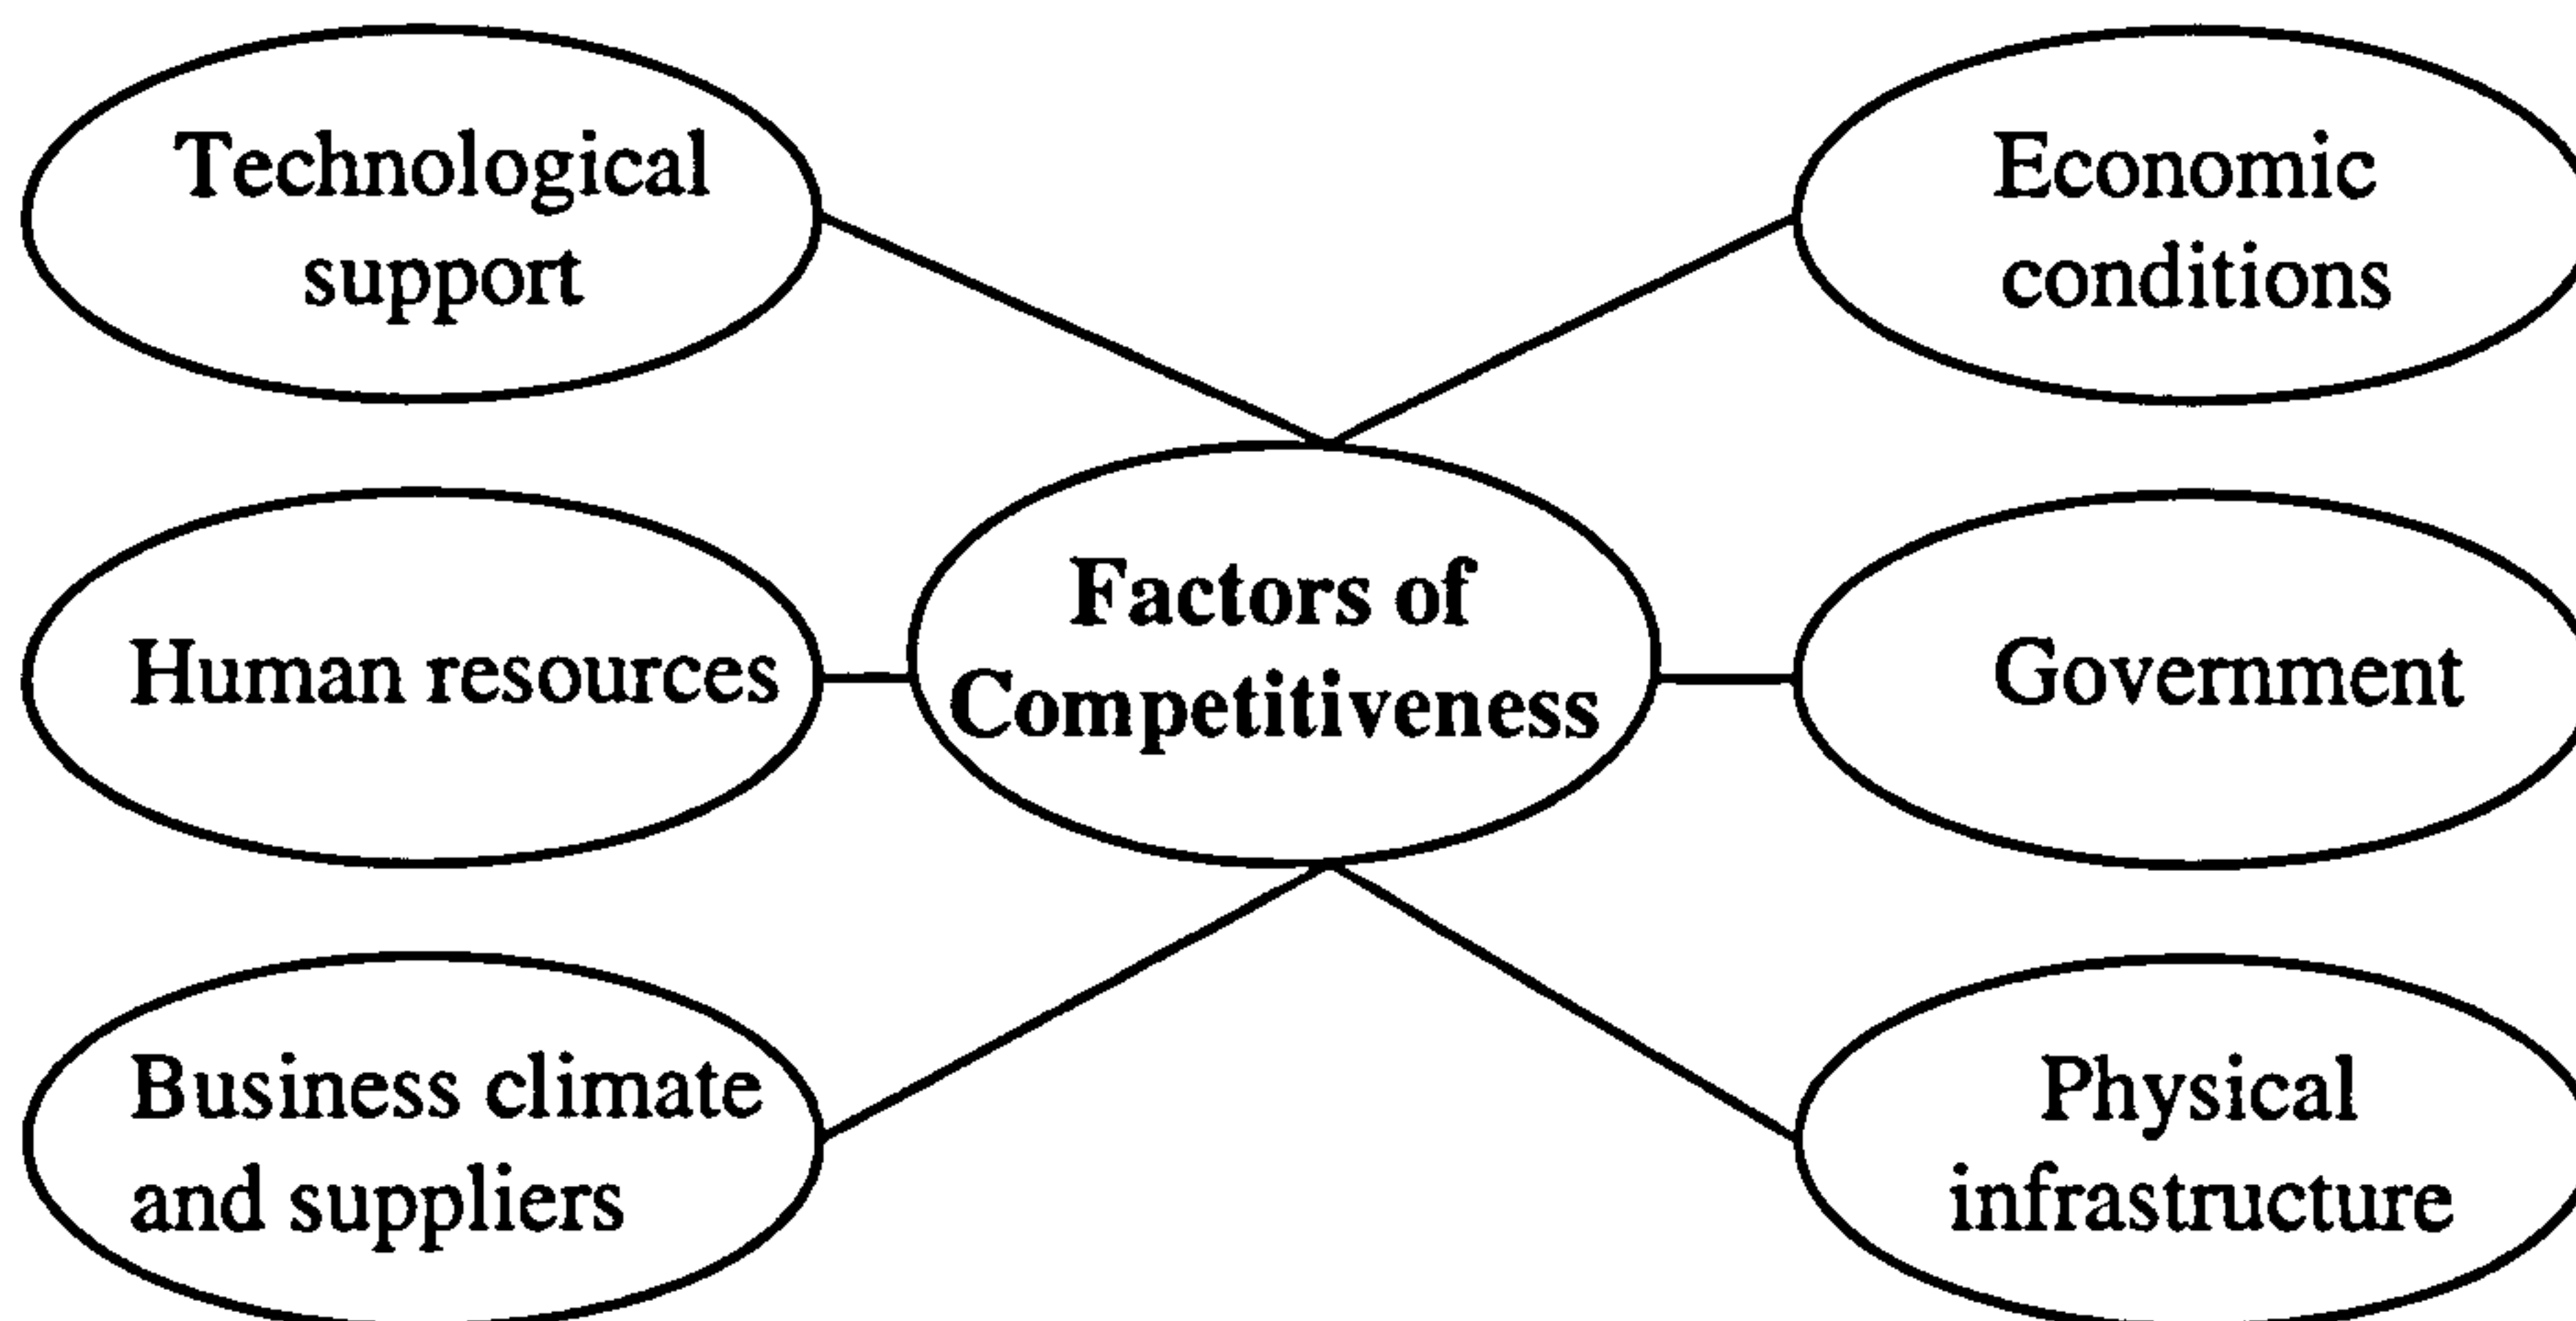 Technological
support
Economic
conditions
Factors of
Competitiveness
Human resources
Government
Business climate
and suppliers
Physical
infrastructure